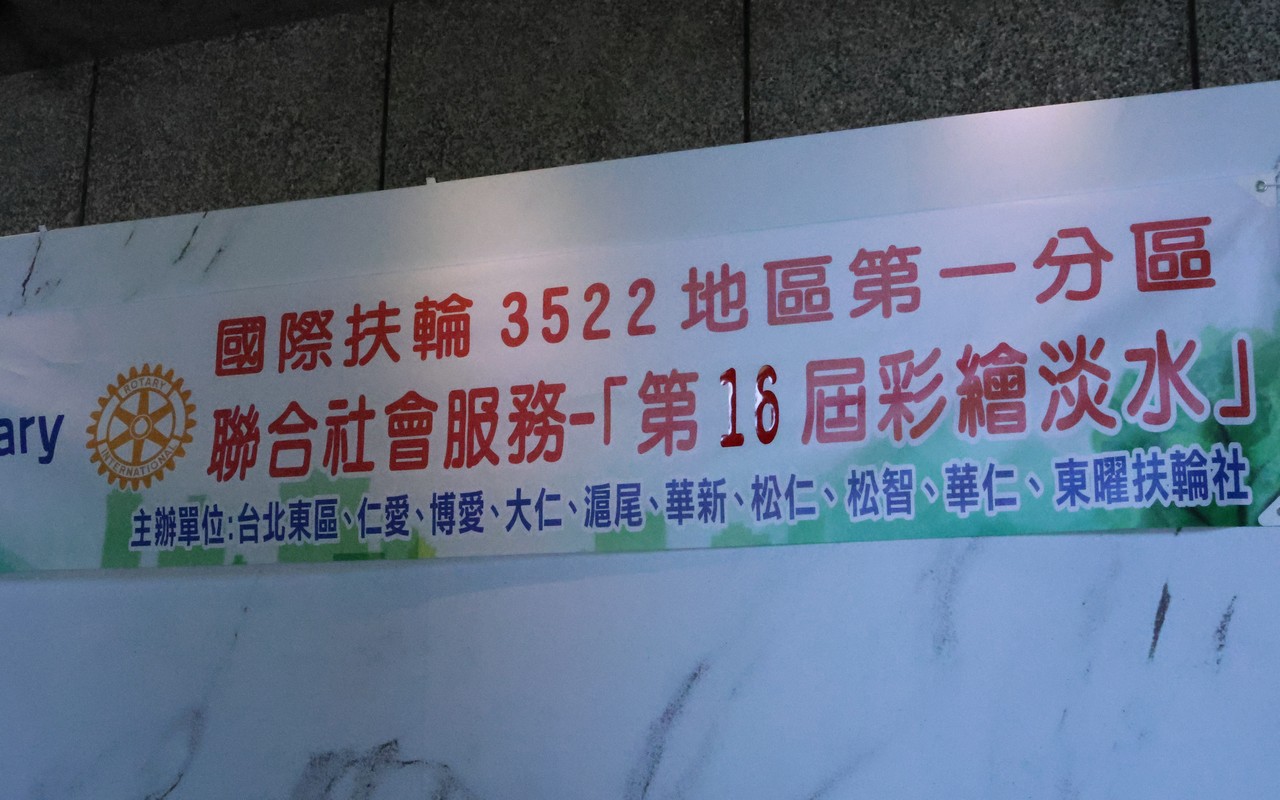 國際扶輪 3522 地區第一分區
ary
ROTARY
INTERNATIONAL
聯合社會服務-「第16屆彩繪淡水」
主辦單位:台北東區、仁愛、博愛、大仁、滬尾、華新、松仁、松智、華仁、東曜扶輪社